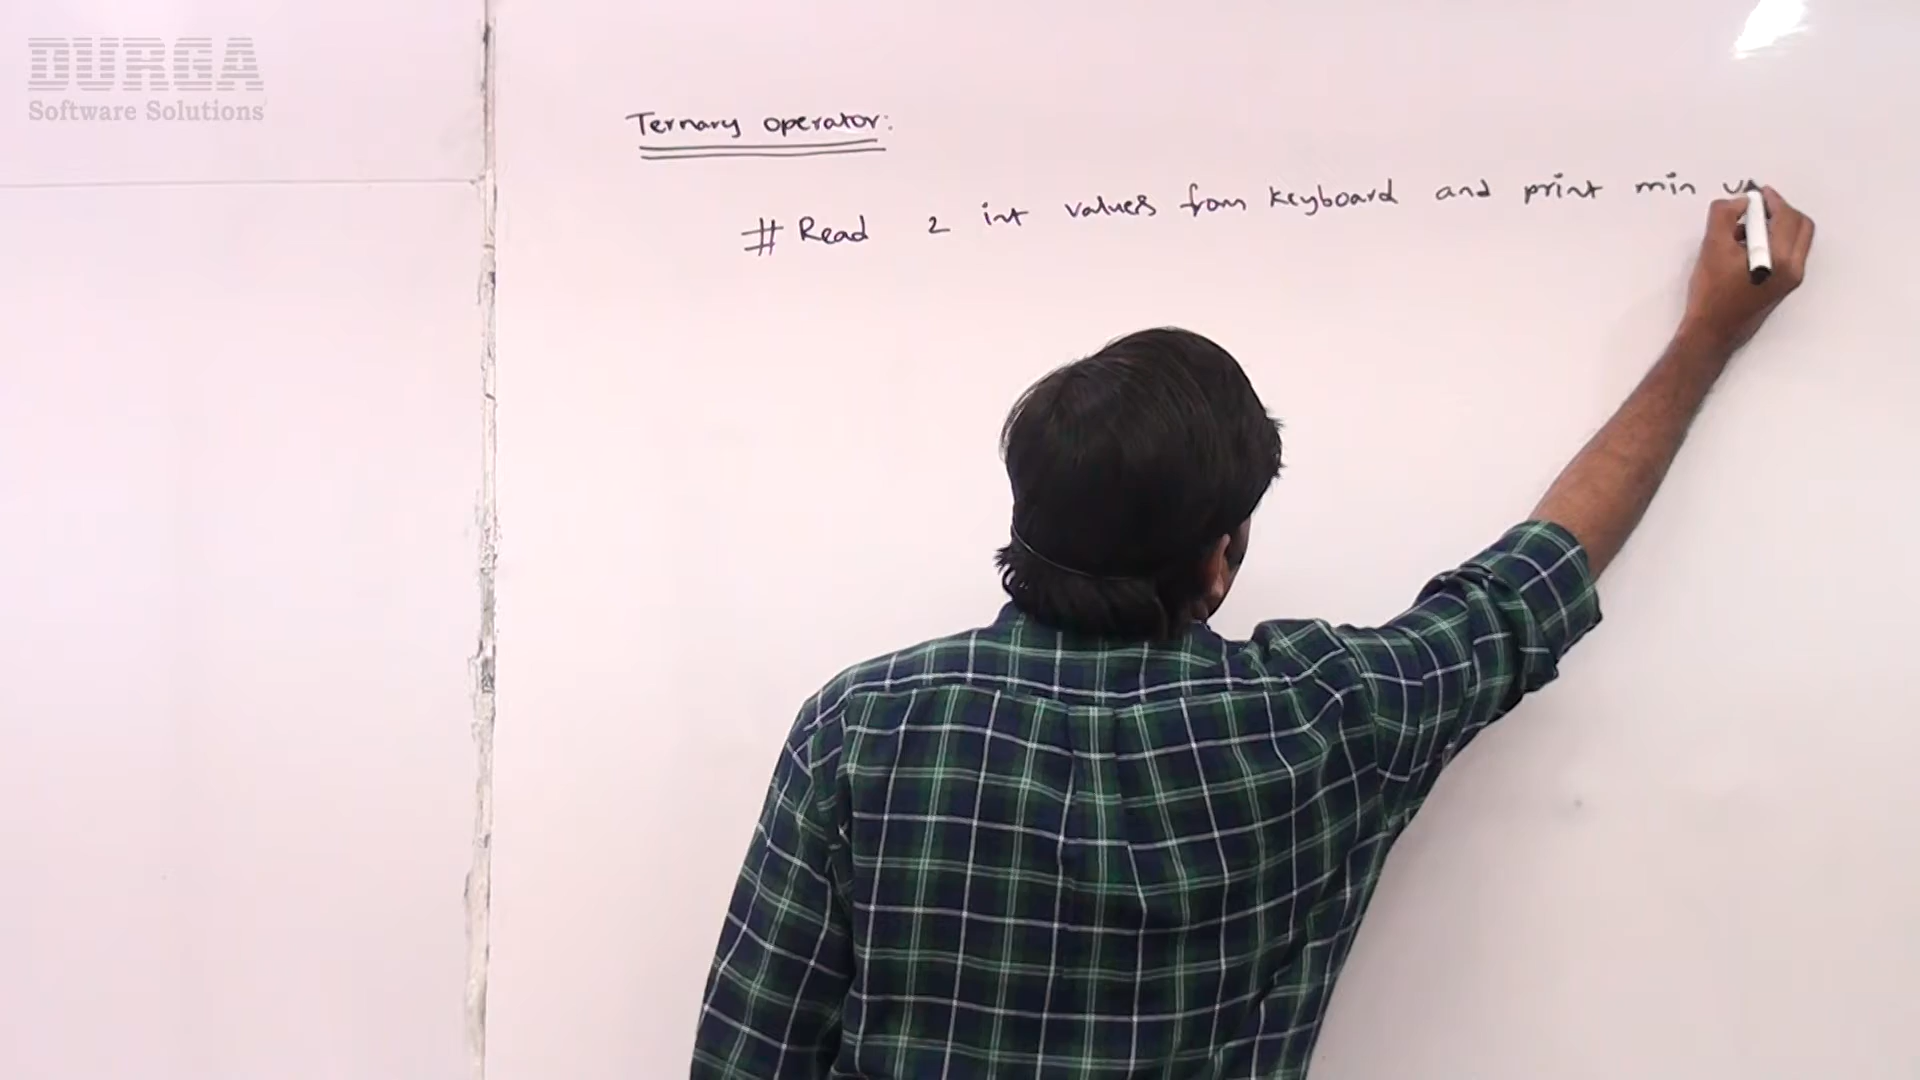 DURGA
Software Solutions
Ternary operator:
# Read 2 int values from keyboard and print min